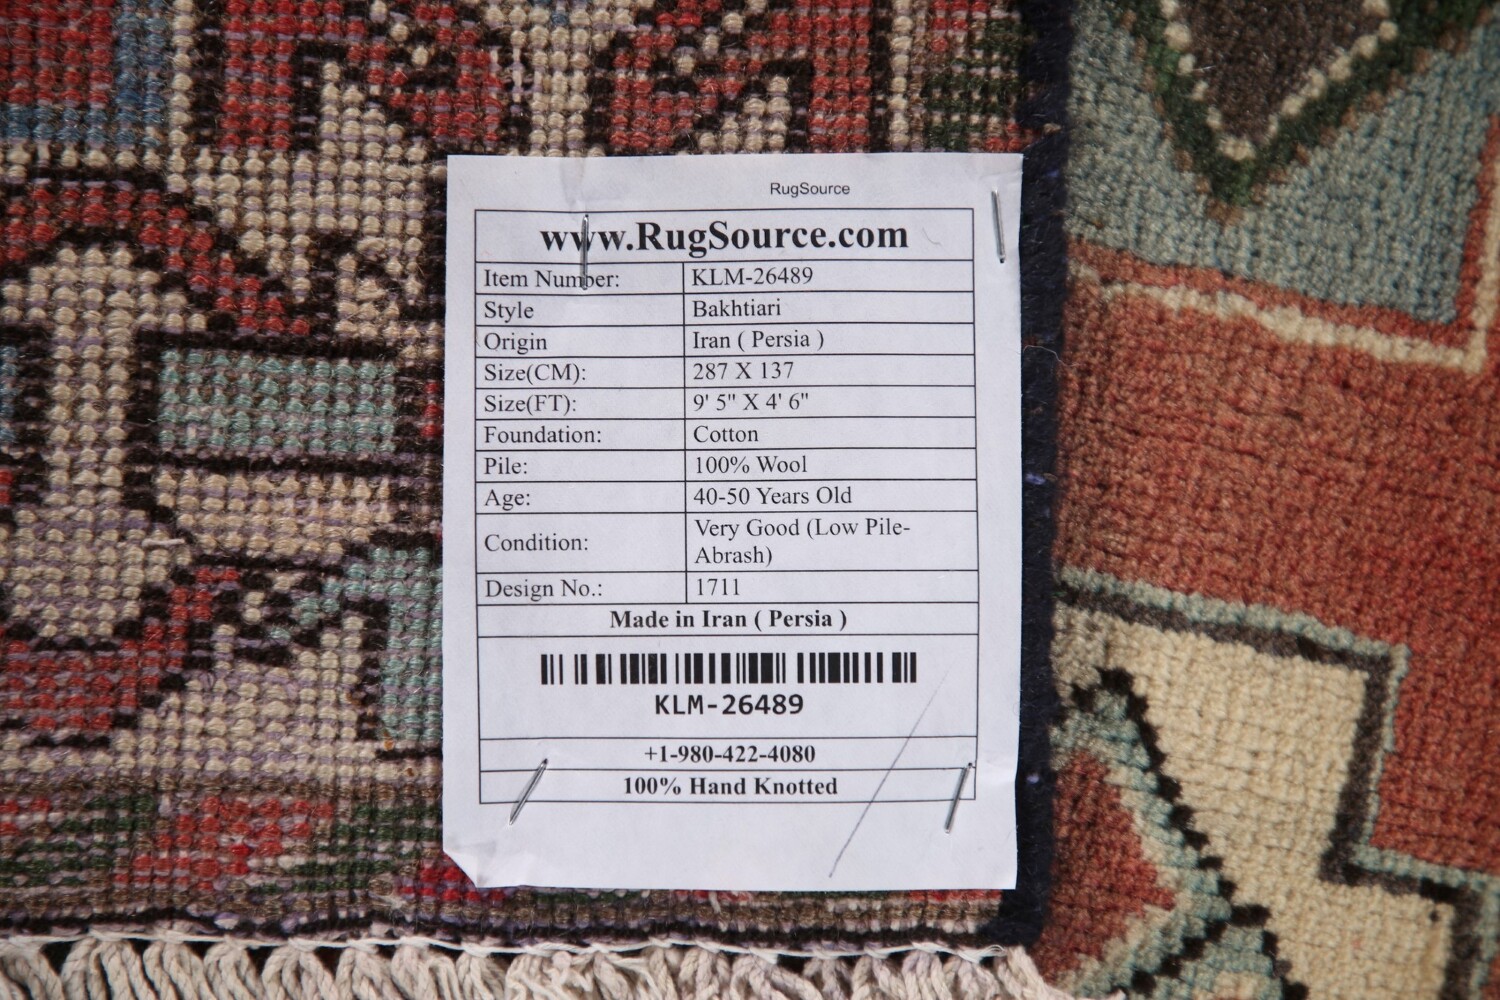 RugSource
www.RugSource.com
Item Number: KLM-26489
Style Bakhtiari
Origin Iran ( Persia )
Size(CM): 287 X 137
Size(FT): 9' 5" X 4' 6"
Foundation: Cotton
Pile: 100% Wool
Age: 40-50 Years Old
Condition: Very Good (Low Pile-
Abrash)
Design No.: 1711
Made in Iran ( Persia )
KLM-26489
+1-980-422-4080
100% Hand Knotted